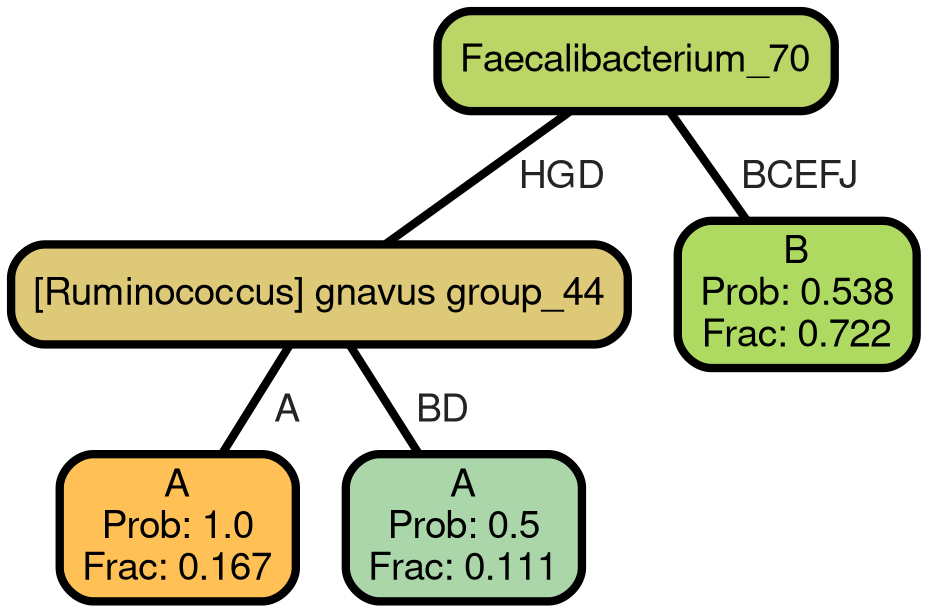 Faecalibacterium_70
HGD
BCEFJ
[Ruminococcus] gnavus group_44
B
Prob: 0.538
Frac: 0.722
A
BD
A
Prob: 1.0
Frac: 0.167
A
Prob: 0.5
Frac: 0.111